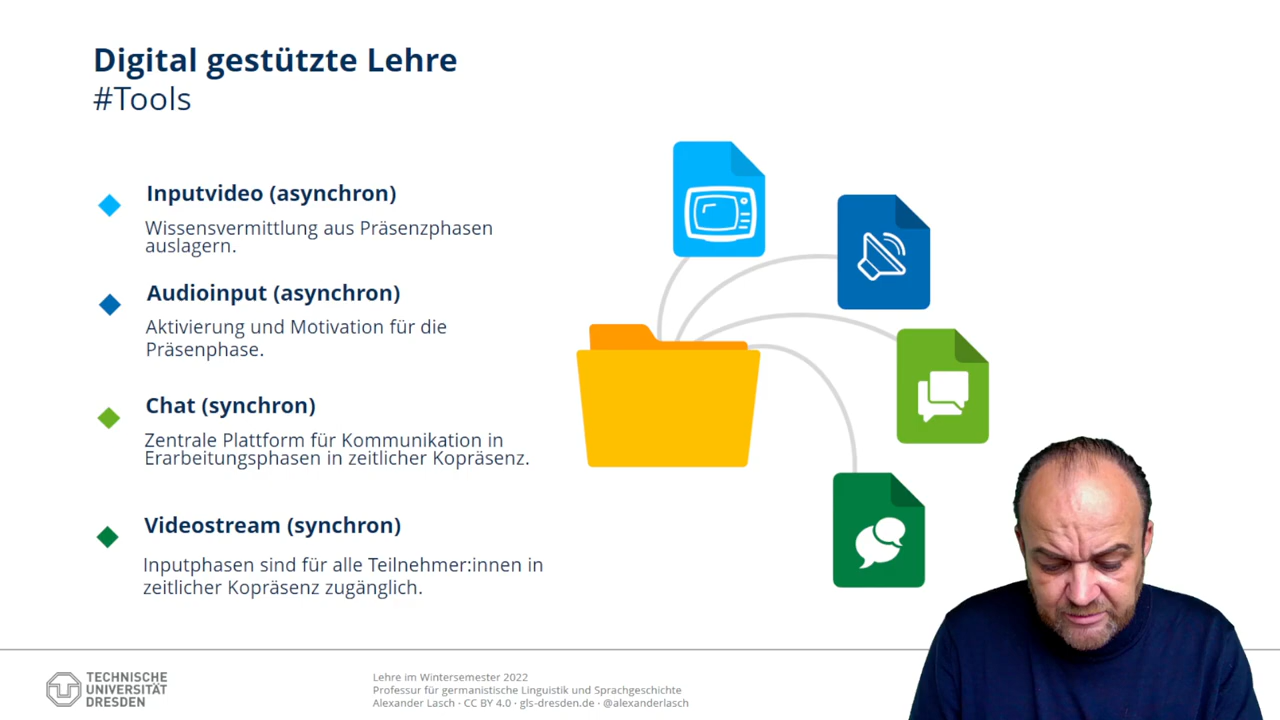 Digital gestützte Lehre
#Tools
Inputvideo (asynchron)
Wissensvermittlung aus Präsenzphasen
auslagern.
Audioinput (asynchron)
Aktivierung und Motivation für die
Präsenphase.
Chat (synchron)
Zentrale Plattform für Kommunikation in
Erarbeitungsphasen in zeitlicher Kopräsenz.
Videostream (synchron)
Inputphasen sind für alle Teilnehmer:innen in
zeitlicher Kopräsenz zugänglich.
TECHNISCHE
UNIVERSITÄT
DRESDEN
Lehre im Wintersemester 2022
Professur für germanistische Linguistik und Sprachgeschichte
Alexander Lasch · CC BY 4.0 · gls-dresden.de · @alexanderlasch